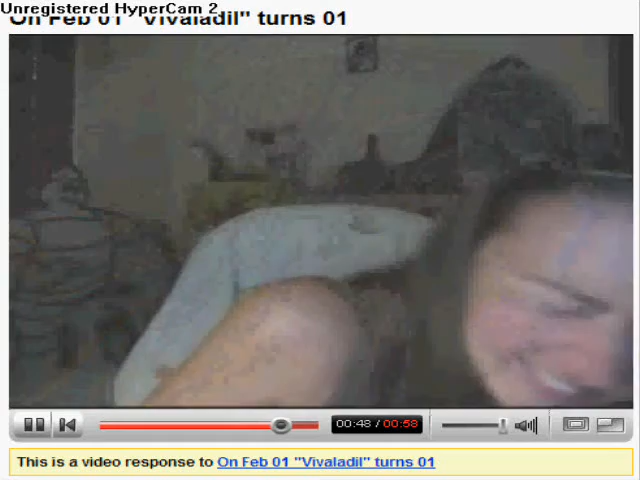 Unregistered HyperCam 2
On Feb 01 "Vivaladil" turns 01
00:48 / 00:58
This is a video response to On Feb 01 "Vivaladil" turns 01